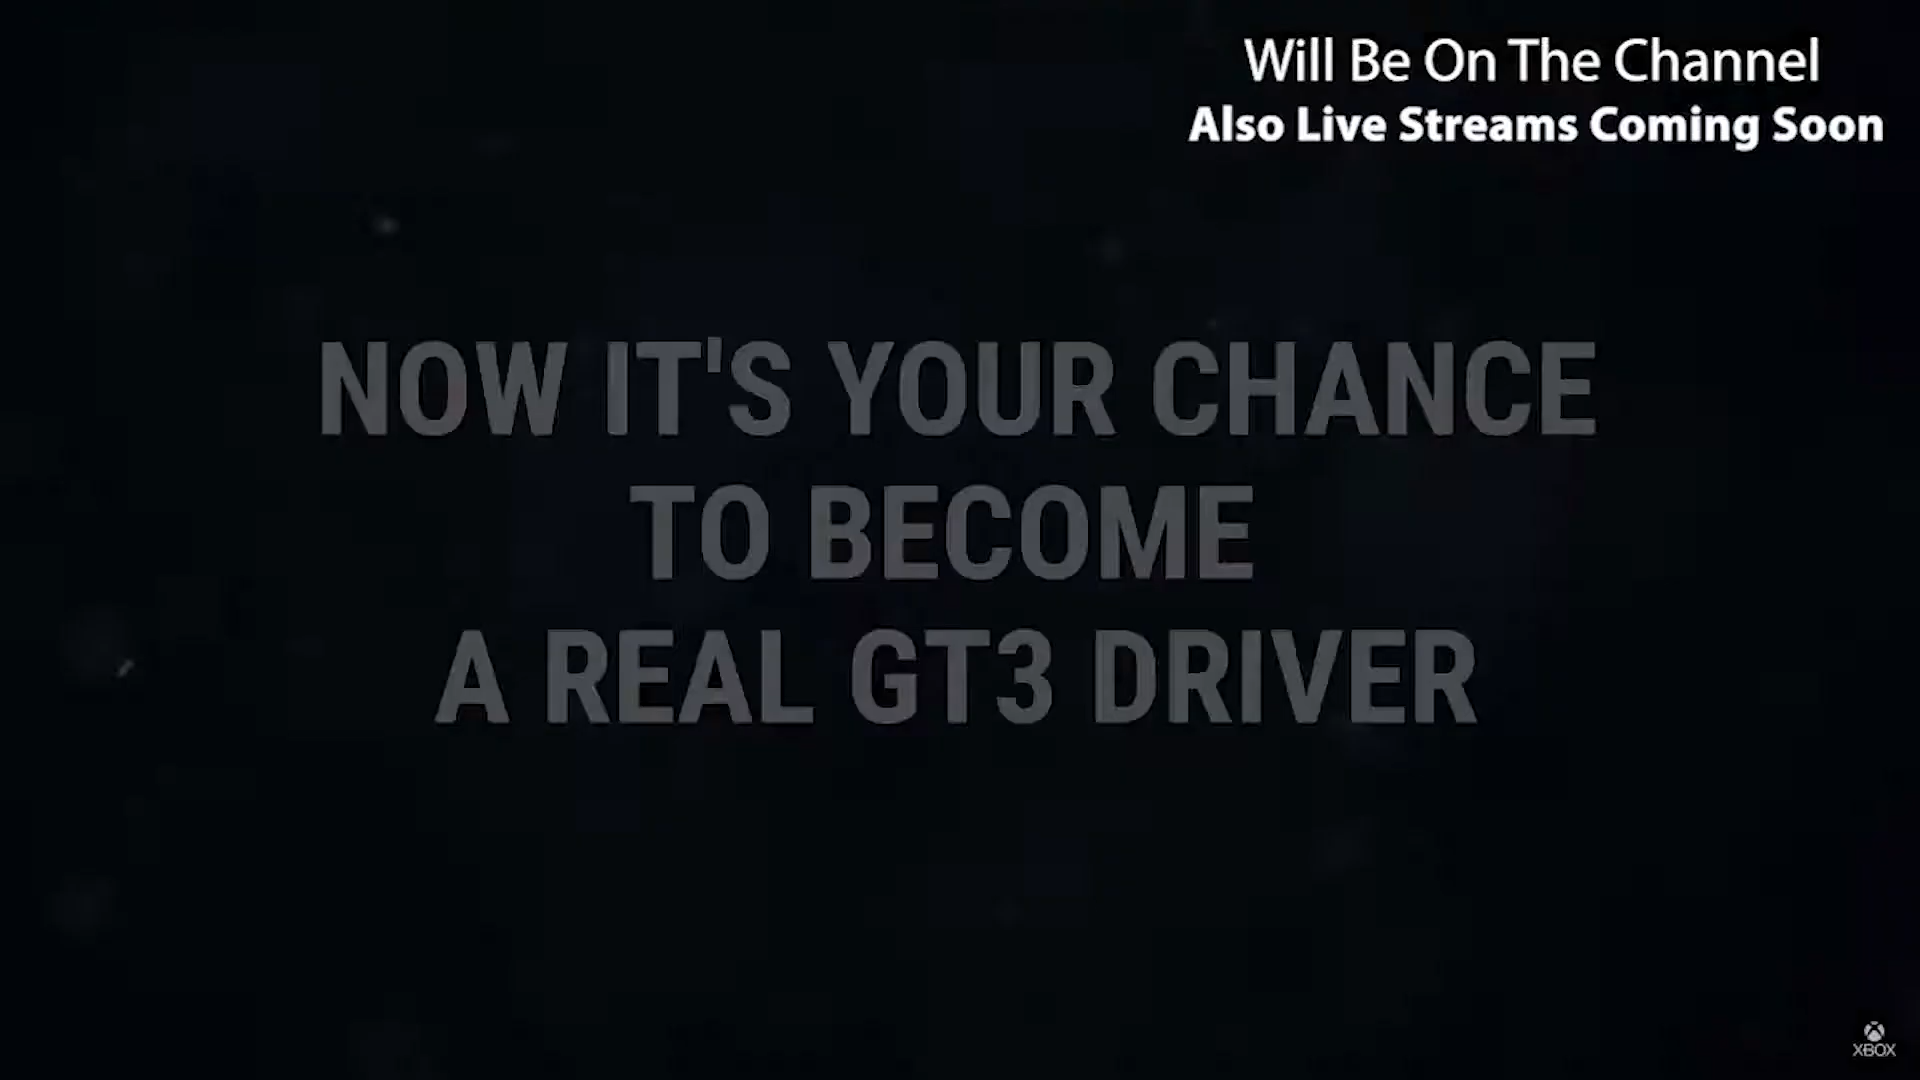 Will Be On The Channel
Also Live Streams Coming Soon
NOW IT'S YOUR CHANCE
TO BECOME
A REAL GT3 DRIVER
XBOX